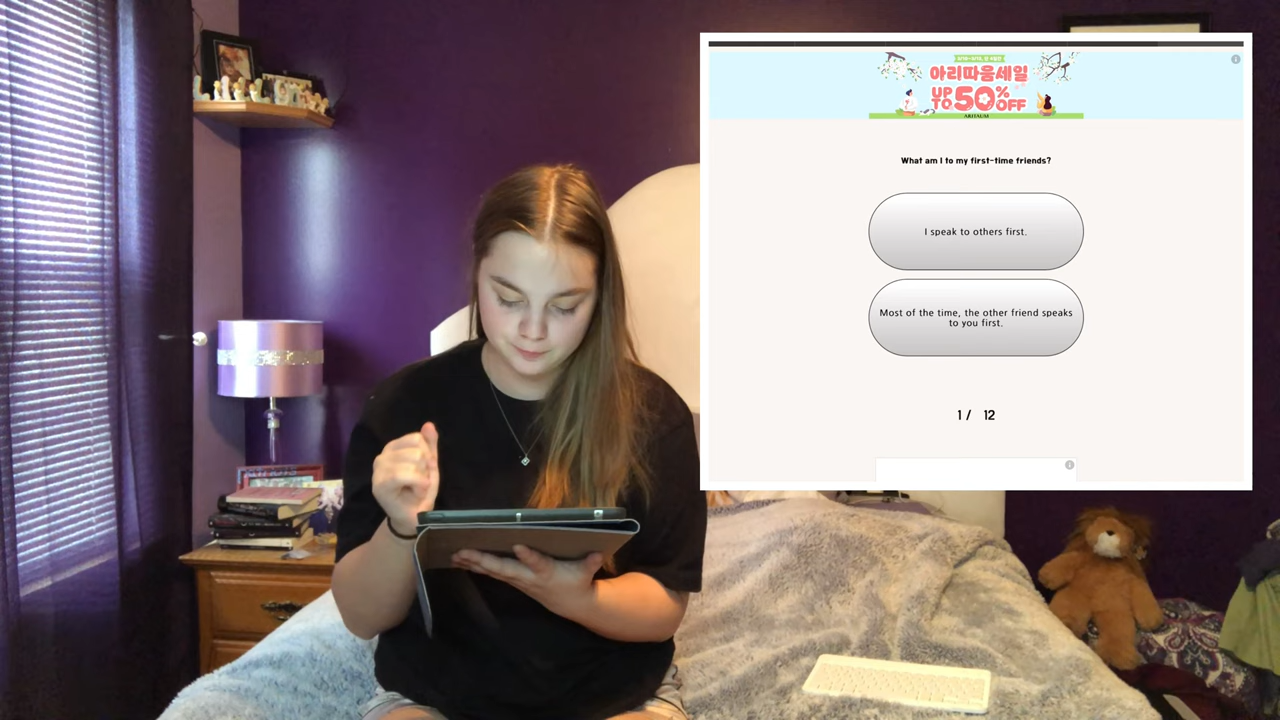 아리따움세일
UP TO 50% OFF
ARITAUM
What am I to my first-time friends?
I speak to others first.
Most of the time, the other friend speaks
to you first.
1 / 12